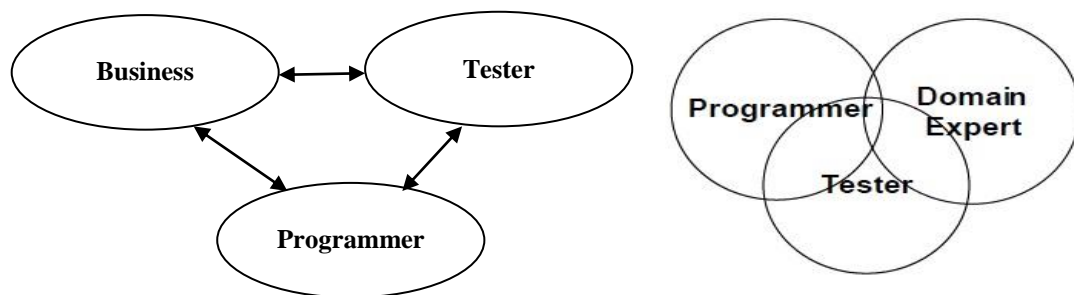 Business
Tester
Programmer
Programmer
Domain
Expert
Tester